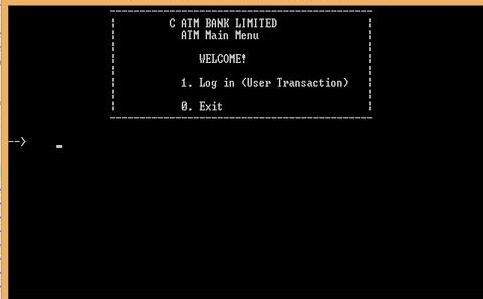 C ATM BANK LIMITED
ATM Main Menu
WELCOME!
1. Log in (User Transaction)
0. Exit
-->